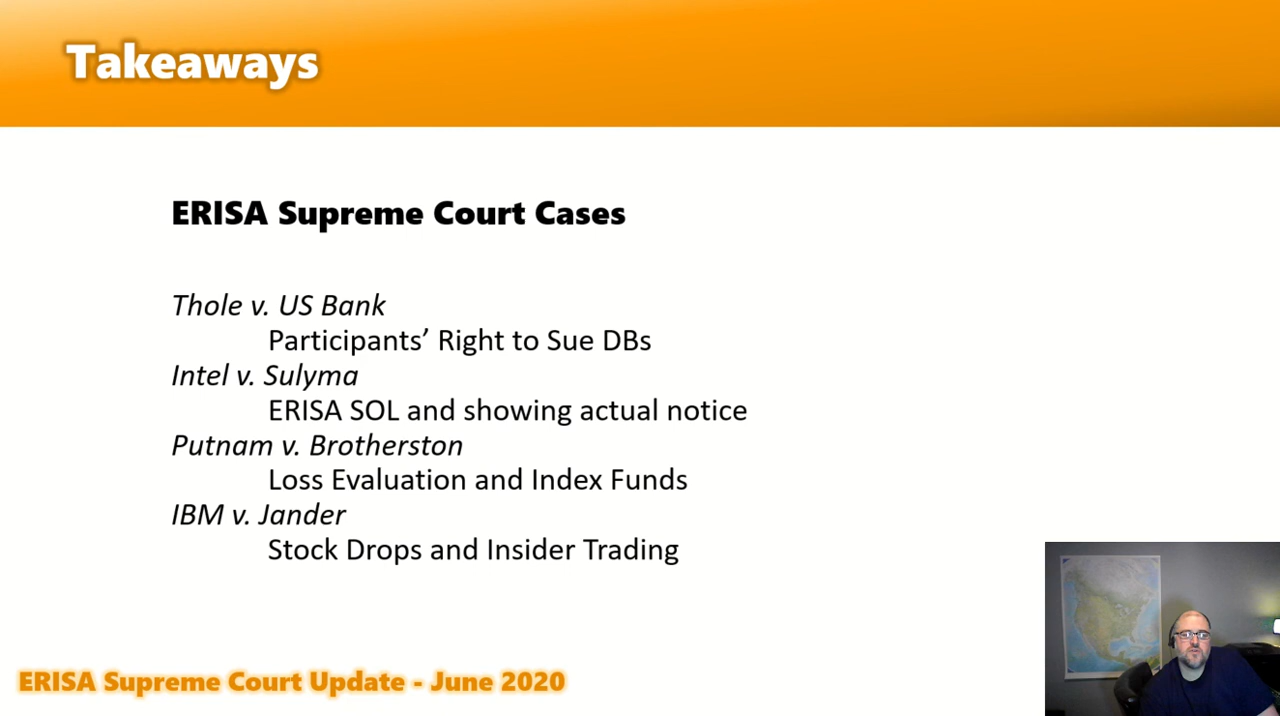 Takeaways
ERISA Supreme Court Cases
Thole v. US Bank
Participants’ Right to Sue DBs
Intel v. Sulyma
ERISA SOL and showing actual notice
Putnam v. Brotherston
Loss Evaluation and Index Funds
IBM v. Jander
Stock Drops and Insider Trading
ERISA Supreme Court Update - June 2020